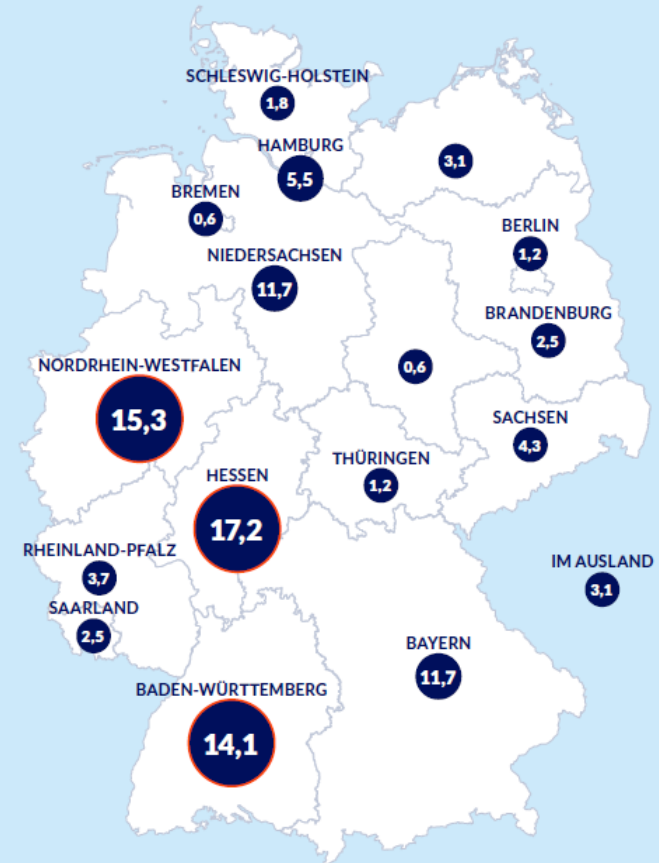 SCHLESWIG-HOLSTEIN
1,8
HAMBURG
5,5
3,1
BREMEN
0,6
BERLIN
1,2
NIEDERSACHSEN
11,7
BRANDENBURG
2,5
NORDRHEIN-WESTFALEN
15,3
0,6
SACHSEN
4,3
THÜRINGEN
1,2
HESSEN
17,2
RHEINLAND-PFALZ
3,7
IM AUSLAND
3,1
SAARLAND
2,5
BAYERN
11,7
BADEN-WÜRTTEMBERG
14,1